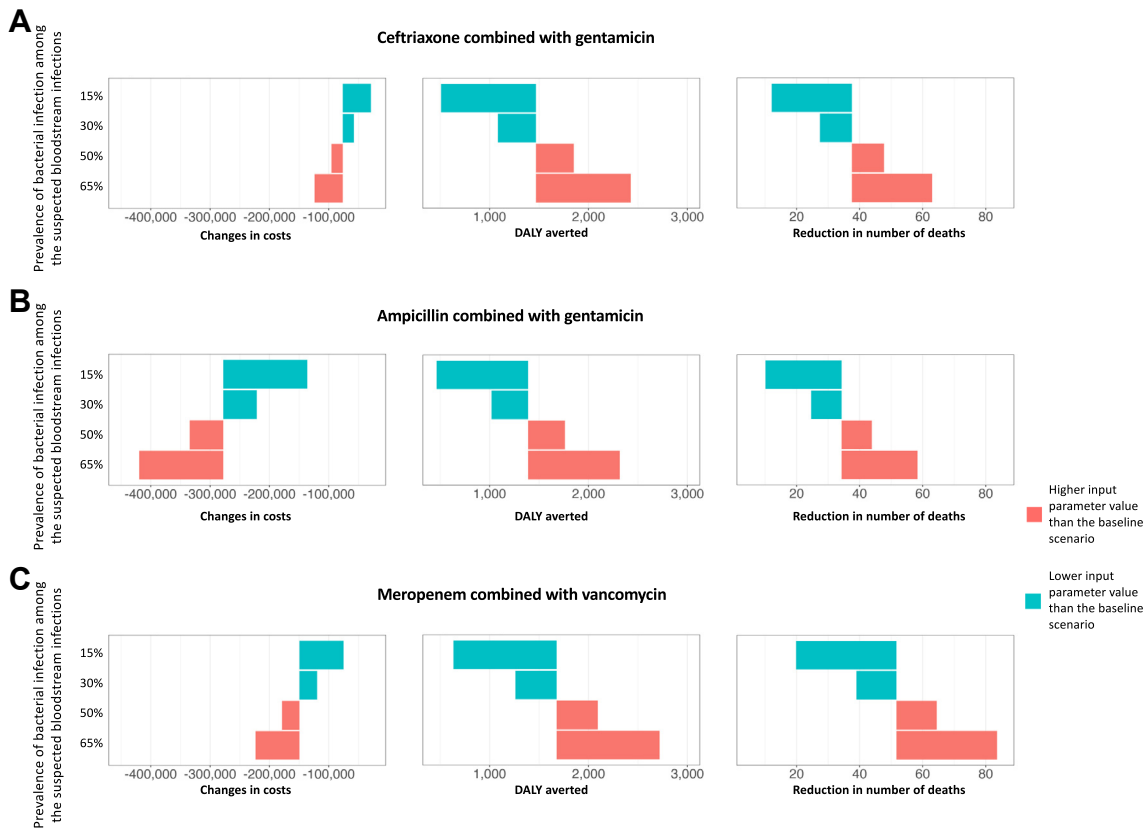 A
Ceftriaxone combined with gentamicin
Prevalence of bacterial infection among
the suspected bloodstream infections
15%
30%
50%
65%
-400,000 -300,000 -200,000 -100,000
Changes in costs
1,000 2,000 3,000
DALY averted
20 40 60 80
Reduction in number of deaths
B
Ampicillin combined with gentamicin
Prevalence of bacterial infection among
the suspected bloodstream infections
15%
30%
50%
65%
-400,000 -300,000 -200,000 -100,000
Changes in costs
1,000 2,000 3,000
DALY averted
20 40 60 80
Reduction in number of deaths
Higher input
parameter value
than the baseline
scenario
Lower input
parameter value
than the baseline
scenario
C
Meropenem combined with vancomycin
Prevalence of bacterial infection among
the suspected bloodstream infections
15%
30%
50%
65%
-400,000 -300,000 -200,000 -100,000
Changes in costs
1,000 2,000 3,000
DALY averted
20 40 60 80
Reduction in number of deaths